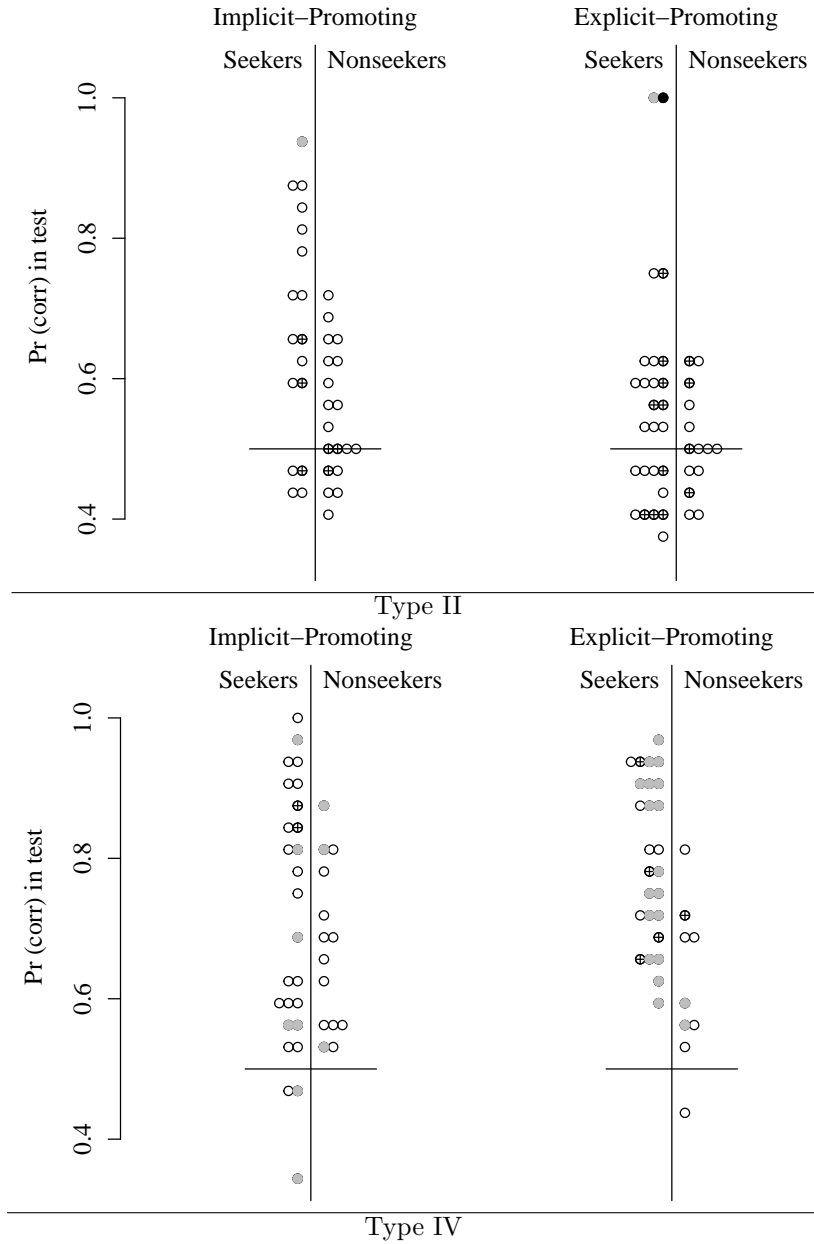 Implicit−Promoting Explicit−Promoting
Seekers Nonseekers Seekers Nonseekers
Pr (corr) in test
1.0
0.8
0.6
0.4
Type II
Implicit−Promoting Explicit−Promoting
Seekers Nonseekers Seekers Nonseekers
Pr (corr) in test
1.0
0.8
0.6
0.4
Type IV